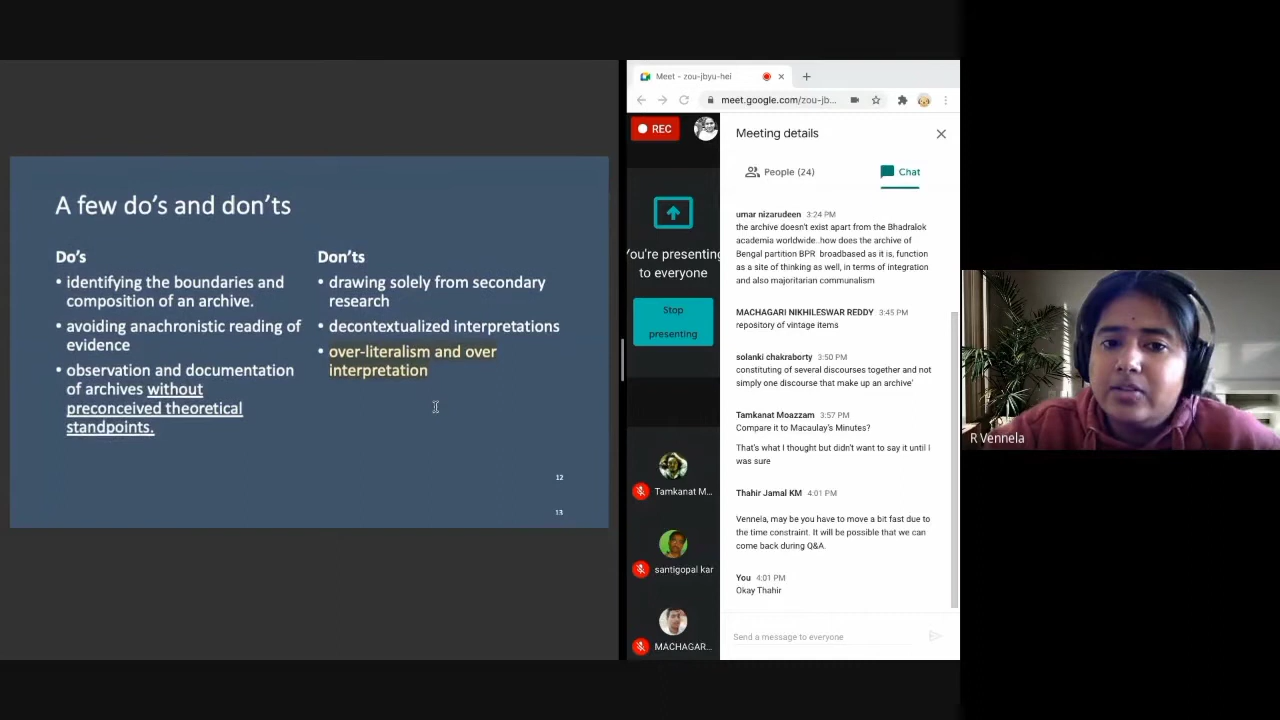 A few do's and don'ts
Do's
• identifying the boundaries and
composition of an archive.
• avoiding anachronistic reading of
evidence
• observation and documentation
of archives without
preconceived theoretical
standpoints.
Don'ts
• drawing solely from secondary
research
• decontextualized interpretations
• over-literalism and over
interpretation
12
13
Meet - zou-jbyu-hei
meet.google.com/zou-jb...
REC
You're presenting
to everyone
Stop
presenting
Tamkanat M...
santigopal kar
MACHAGAR...
Meeting details
People (24)
Chat
umar nizarudeen 3:24 PM
the archive doesn't exist apart from the Bhadralok
academia worldwide..how does the archive of
Bengal partition BPR broadbased as it is, function
as a site of thinking as well, in terms of integration
and also majoritarian communalism
MACHAGARI NIKHILESWAR REDDY 3:45 PM
repository of vintage items
solanki chakraborty 3:50 PM
constituting of several discourses together and not
simply one discourse that make up an archive'
Tamkanat Moazzam 3:57 PM
Compare it to Macaulay's Minutes?
That's what I thought but didn't want to say it until I
was sure
Thahir Jamal KM 4:01 PM
Vennela, may be you have to move a bit fast due to
the time constraint. It will be possible that we can
come back during Q&A.
You 4:01 PM
Okay Thahir
Send a message to everyone
R Vennela